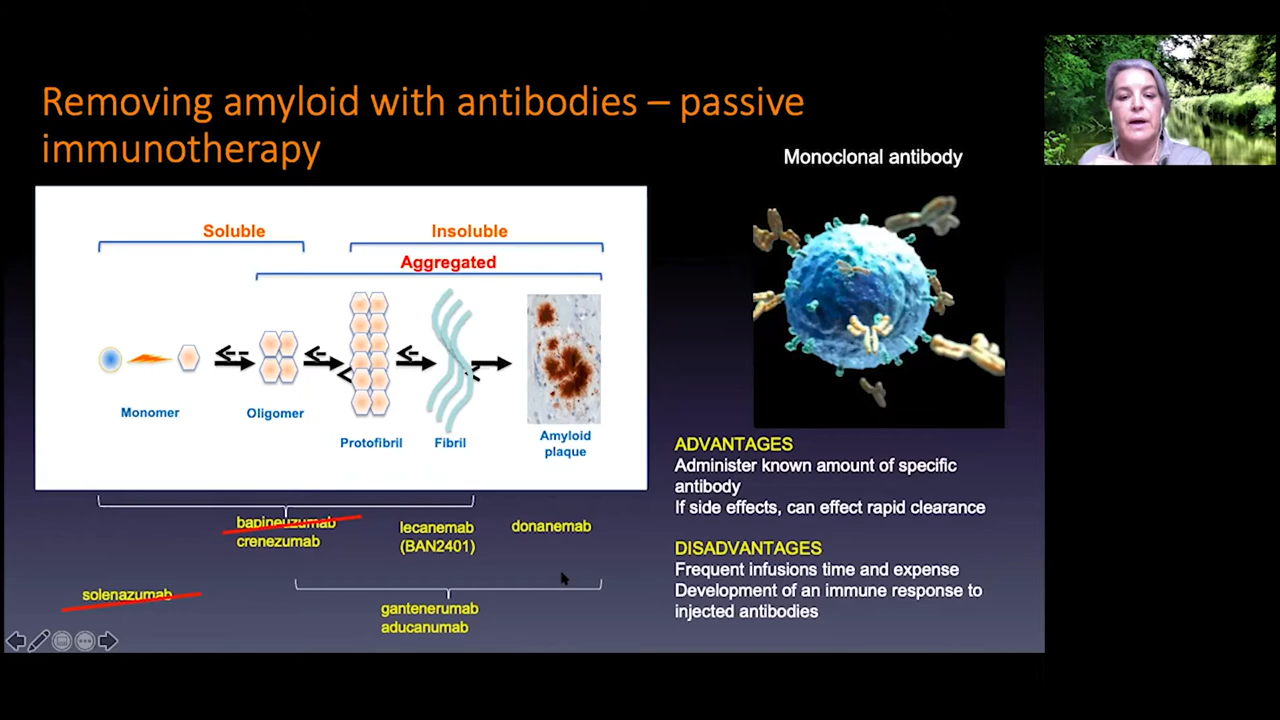 Removing amyloid with antibodies – passive
immunotherapy
Monoclonal antibody
Soluble
Insoluble
Aggregated
Monomer
Oligomer
Protofibril
Fibril
Amyloid
plaque
bapineuzumab
crenezumab
lecanemab
(BAN2401)
donanemab
solenazumab
gantenerumab
aducanumab
ADVANTAGES
Administer known amount of specific
antibody
If side effects, can effect rapid clearance
DISADVANTAGES
Frequent infusions time and expense
Development of an immune response to
injected antibodies